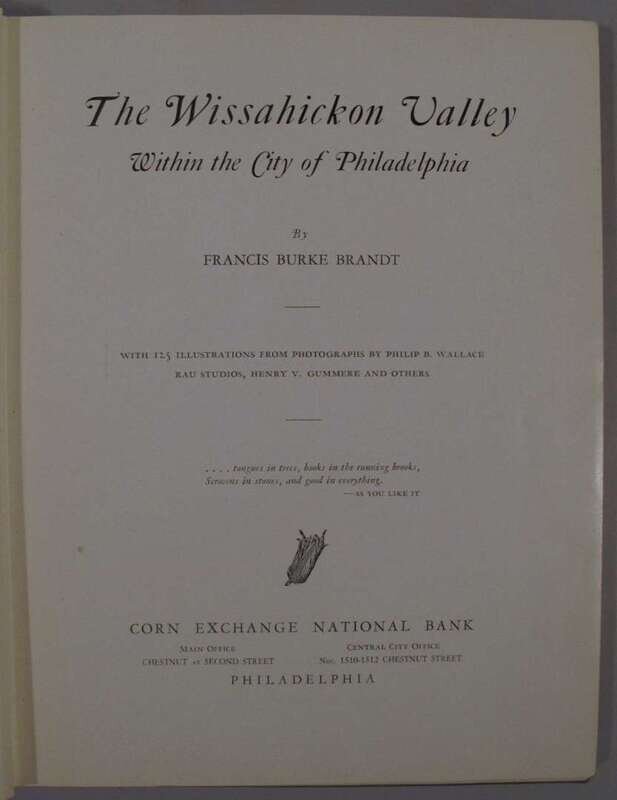 The Wissahickon Valley
Within the City of Philadelphia
By
FRANCIS BURKE BRANDT
WITH 125 ILLUSTRATIONS FROM PHOTOGRAPHS BY PHILIP B. WALLACE
RAU STUDIOS, HENRY V. GUMMERE AND OTHERS
. . . . tongues in trees, books in the running brooks,
Sermons in stones, and good in everything.
—AS YOU LIKE IT
CORN EXCHANGE NATIONAL BANK
MAIN OFFICE
CHESTNUT AT SECOND STREET
CENTRAL CITY OFFICE
Nos. 1510-1512 CHESTNUT STREET
PHILADELPHIA